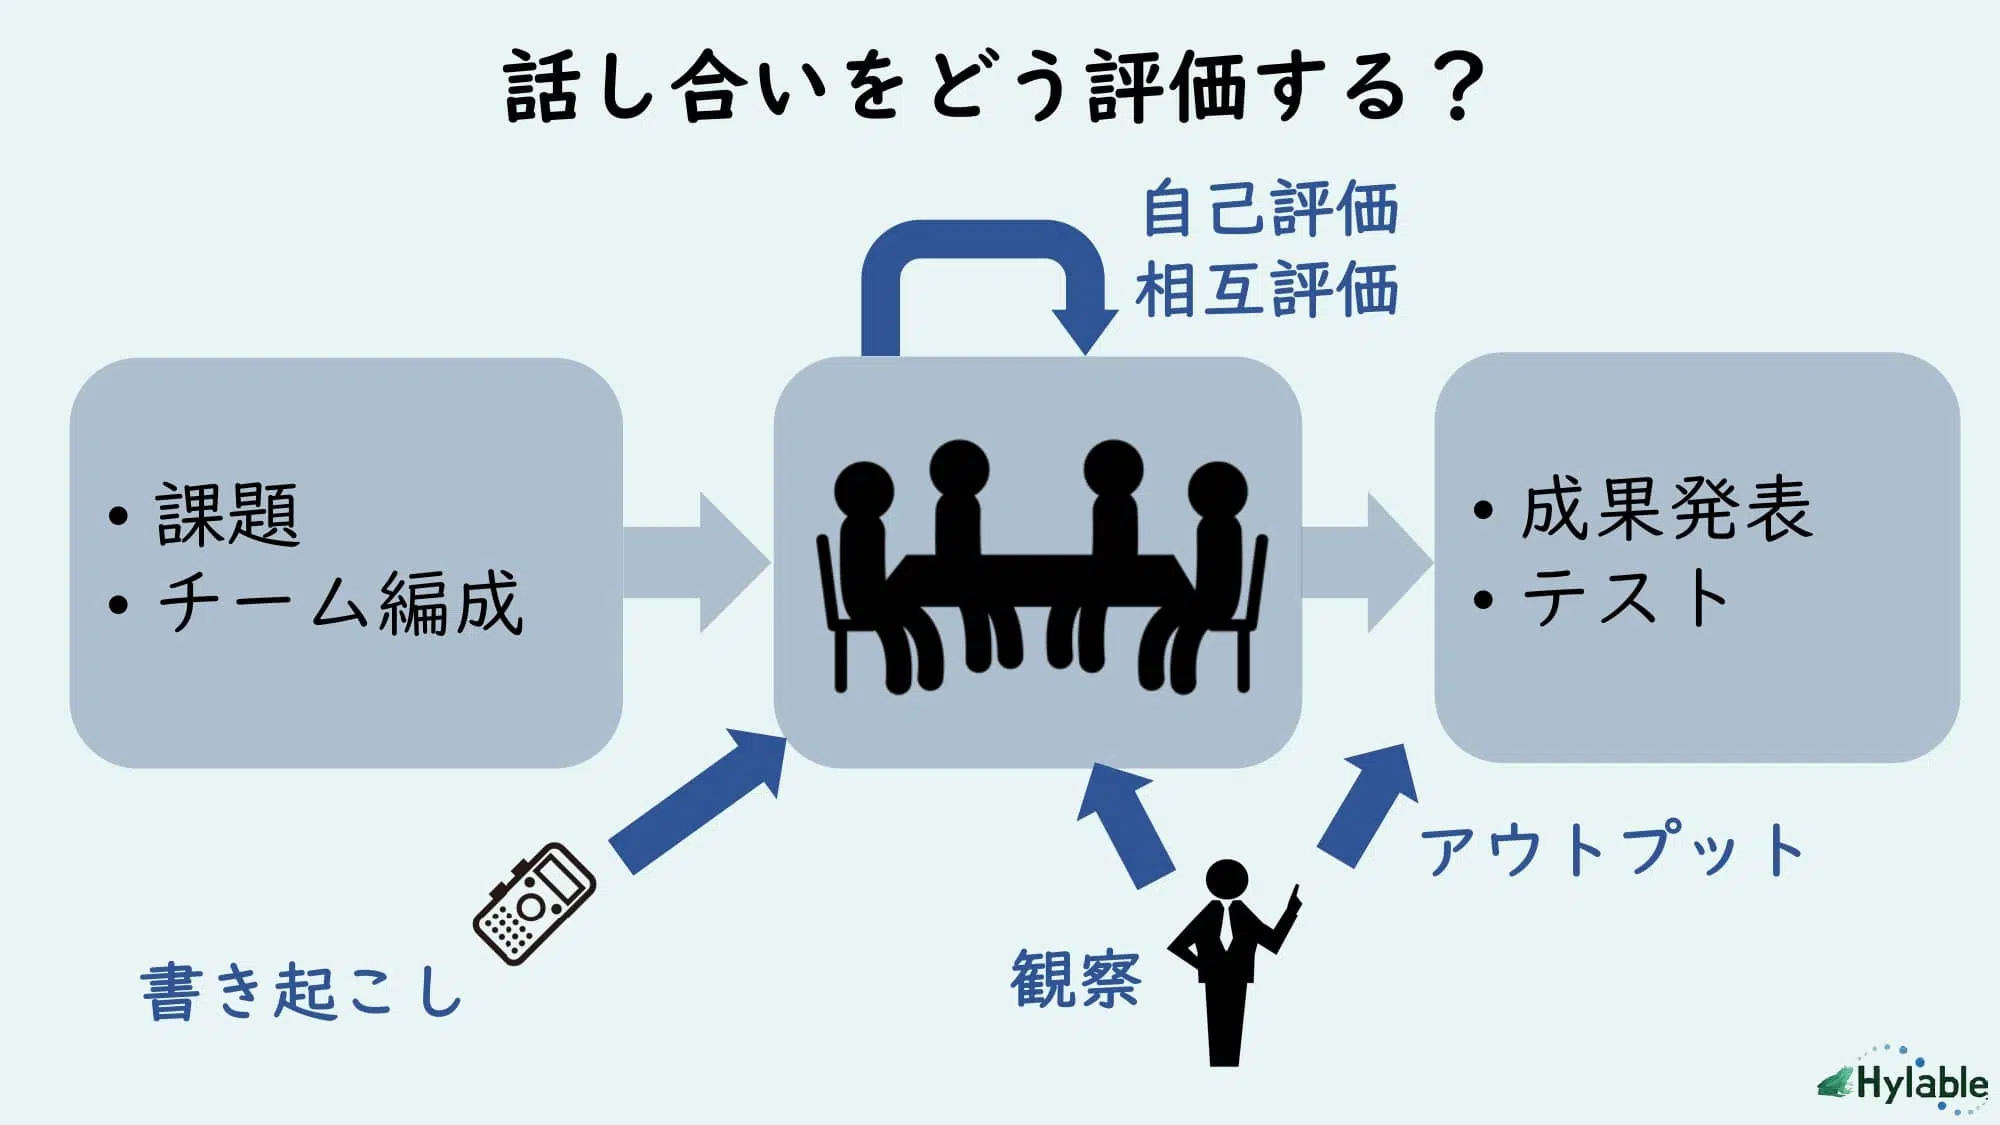 話し合いをどう評価する？
自己評価
相互評価
• 課題
• チーム編成
• 成果発表
• テスト
アウトプット
書き起こし
観察
Hylable